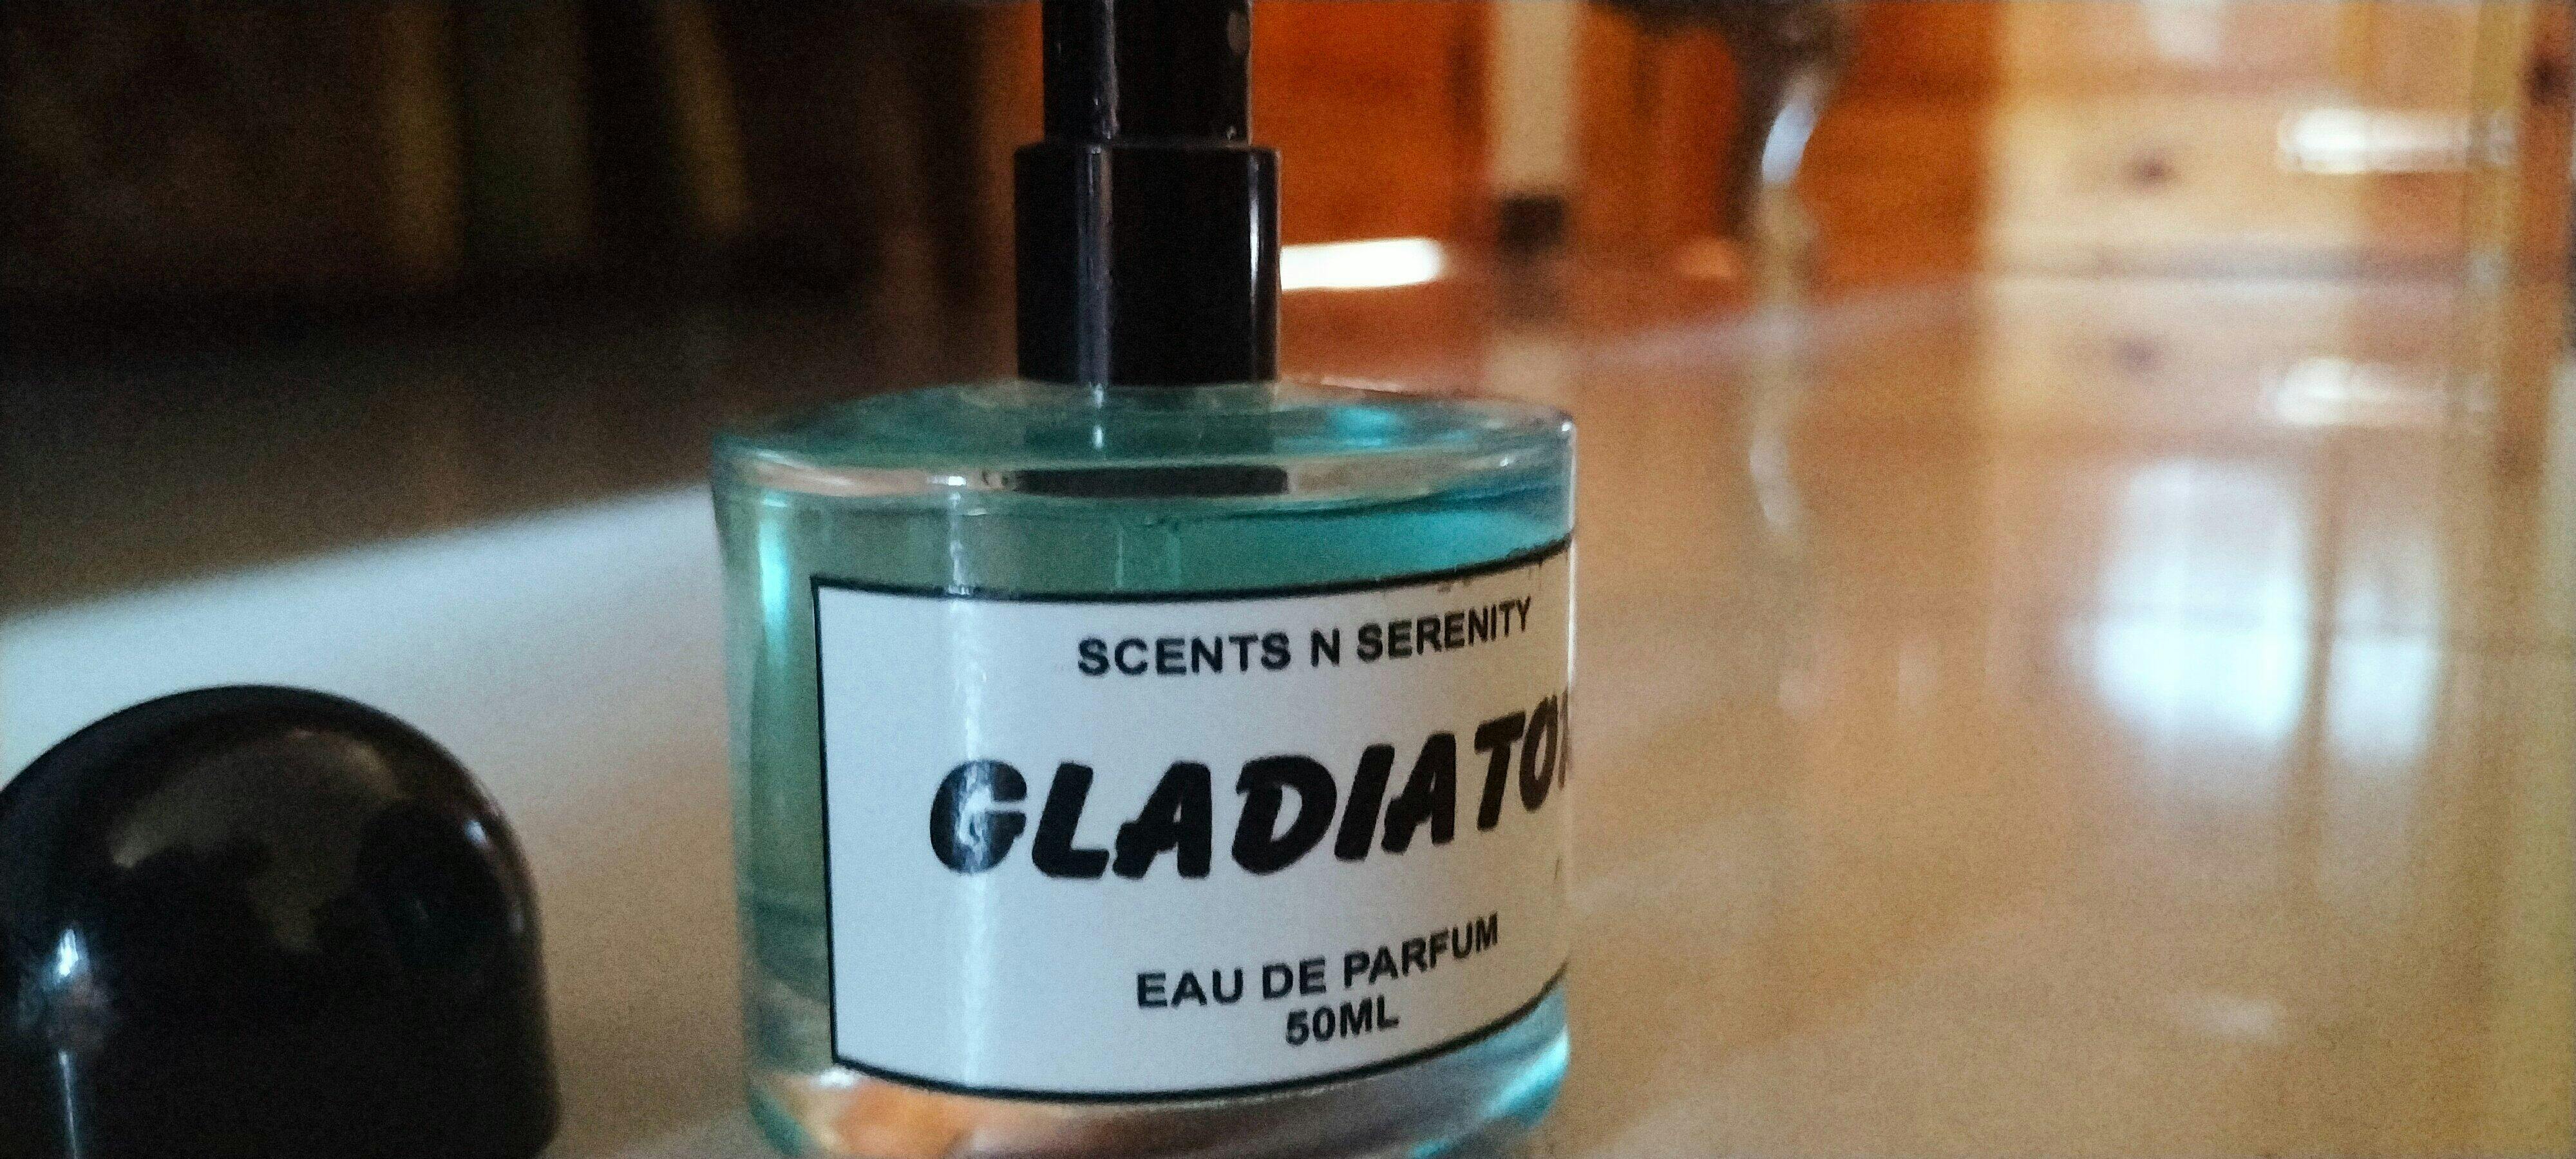 SCENTS N SERENITY
GLADIATOR
EAU DE PARFUM
50ML